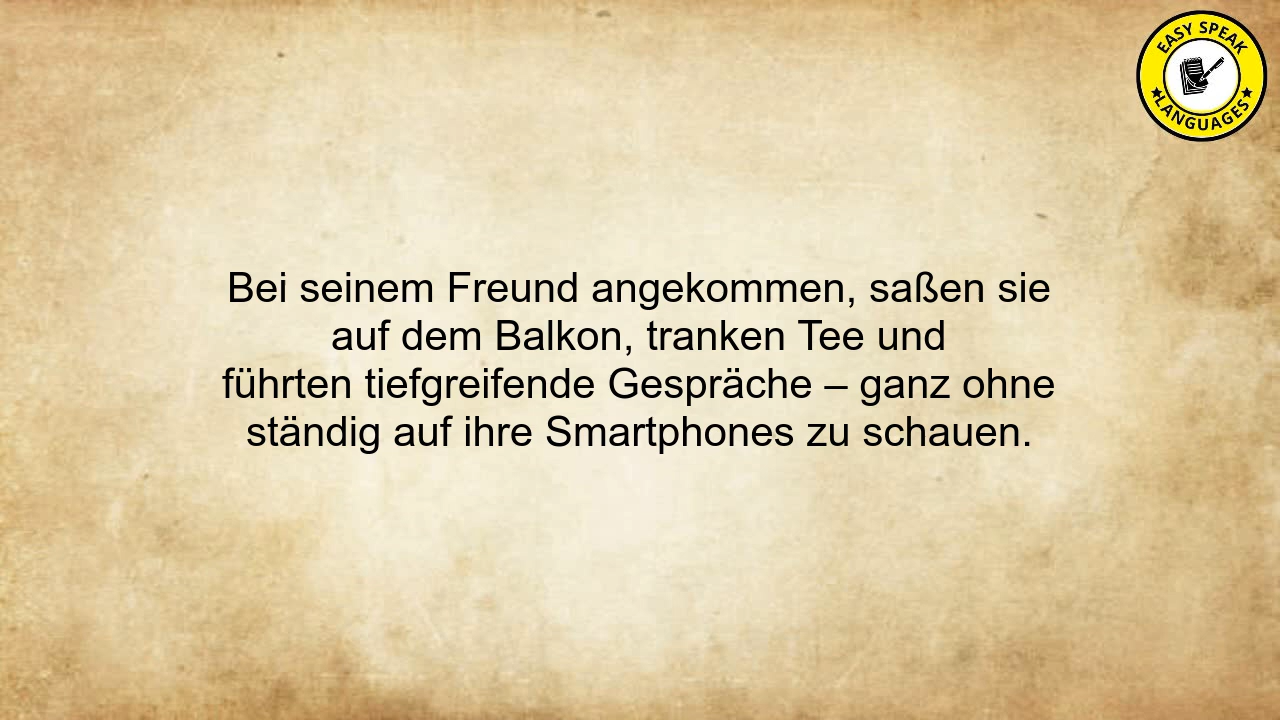 EASY SPEAK
LANGUAGES
Bei seinem Freund angekommen, saßen sie
auf dem Balkon, tranken Tee und
führten tiefgreifende Gespräche – ganz ohne
ständig auf ihre Smartphones zu schauen.